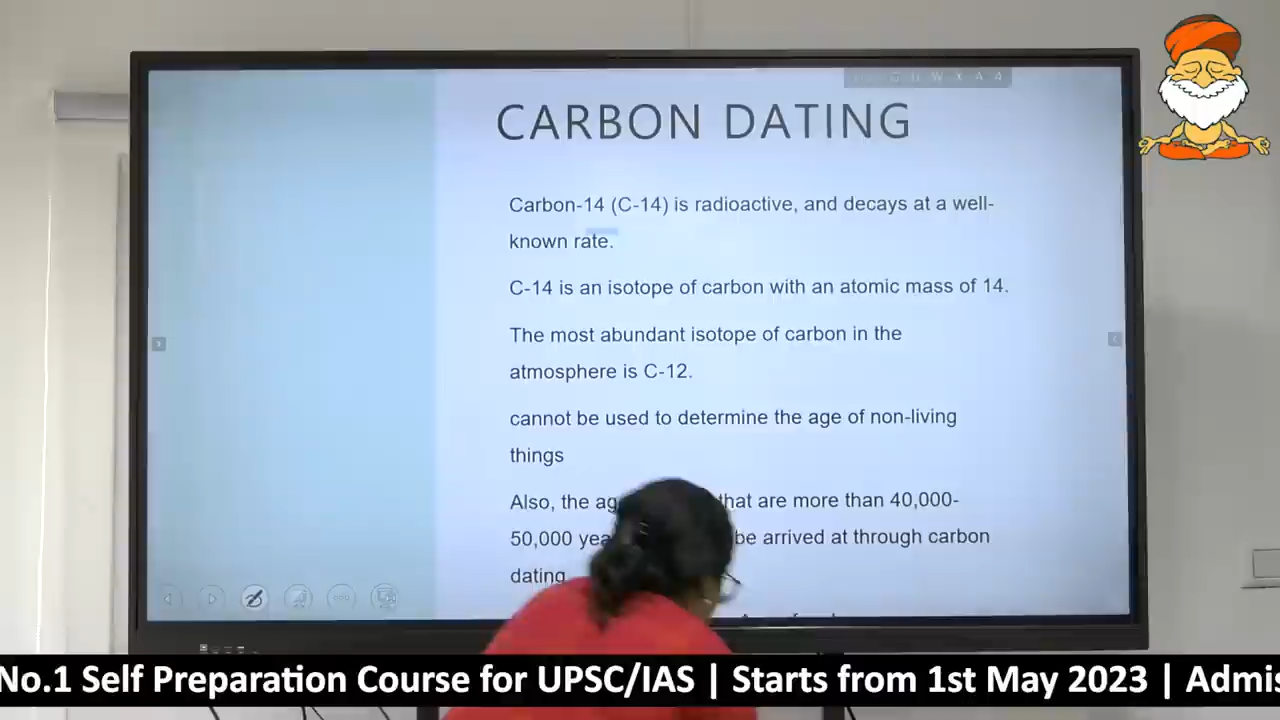 CARBON DATING
Carbon-14 (C-14) is radioactive, and decays at a well-
known rate.
C-14 is an isotope of carbon with an atomic mass of 14.
The most abundant isotope of carbon in the
atmosphere is C-12.
cannot be used to determine the age of non-living
things
Also, the that are more than 40,000-
50,000 be arrived at through carbon
dating
No.1 Self Preparation Course for UPSC/IAS | Starts from 1st May 2023 |